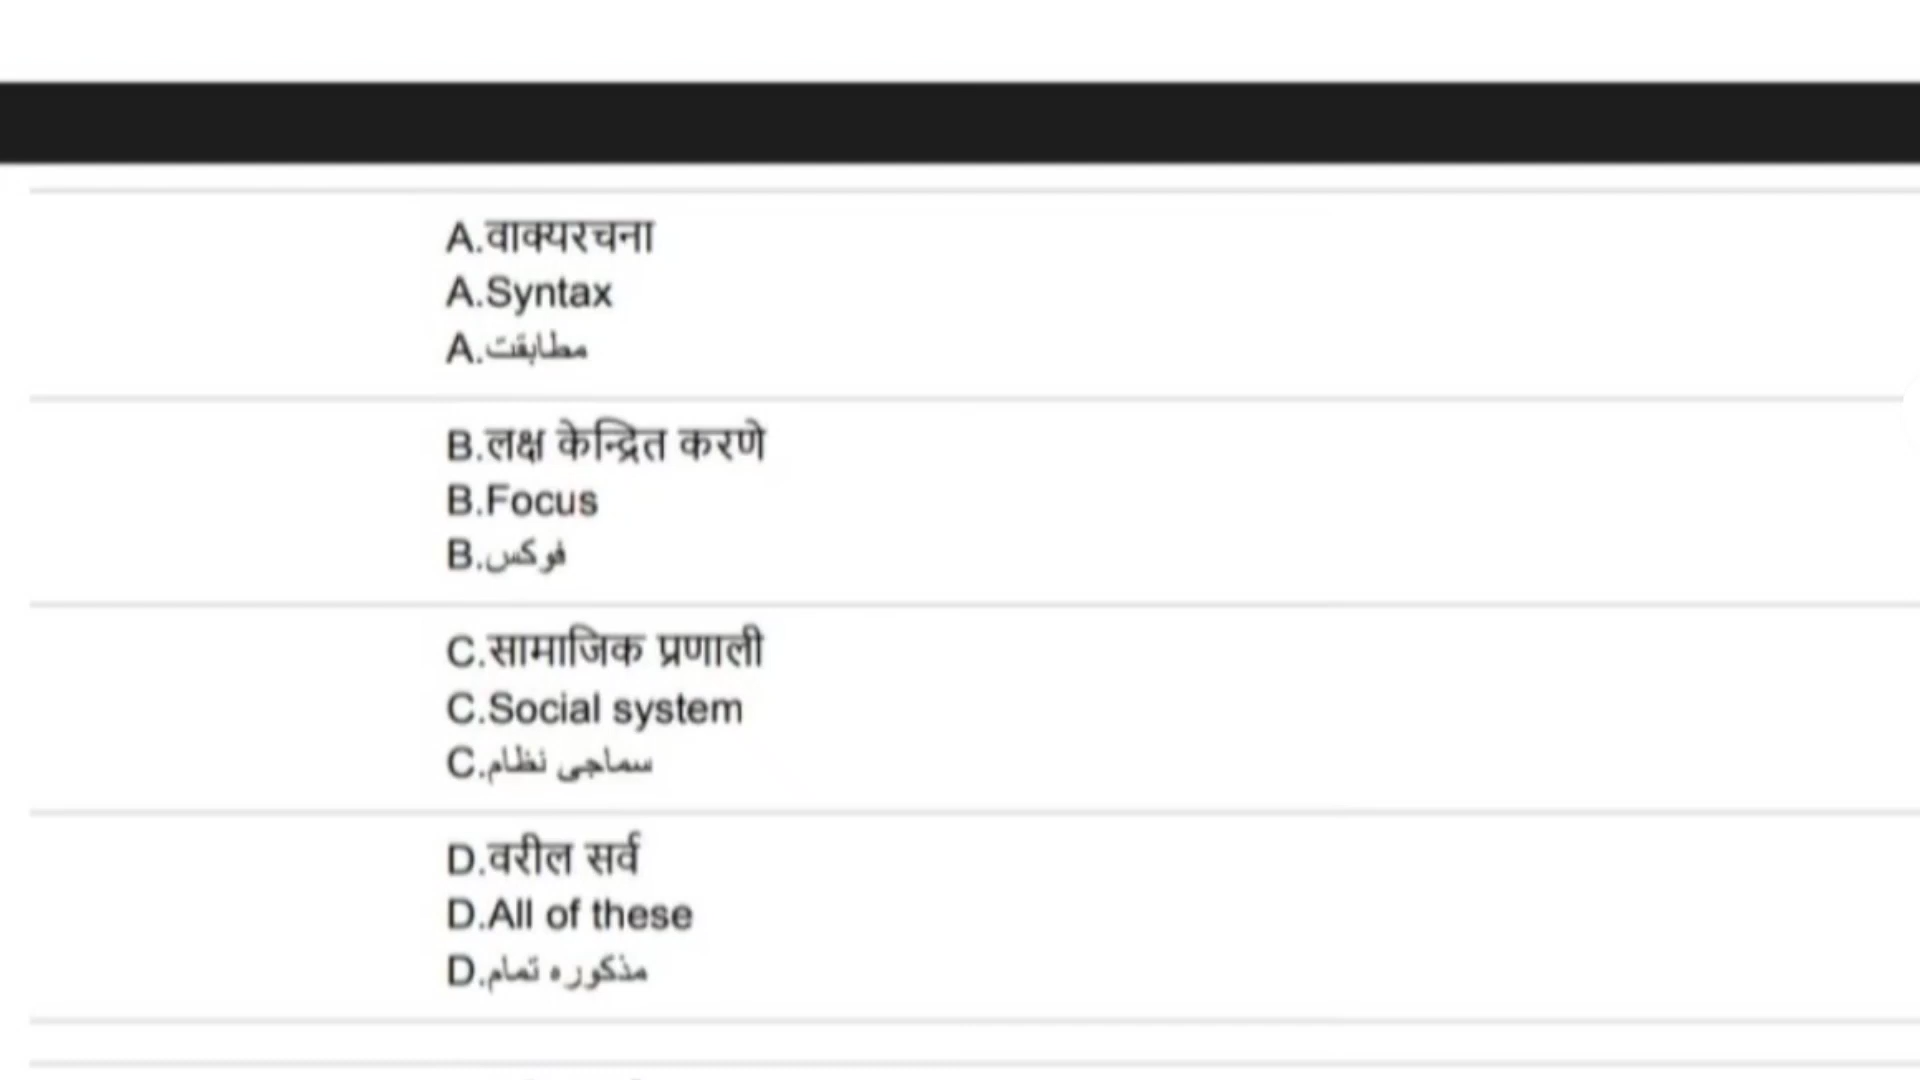 A.वाक्यरचना
A.Syntax
A.مطابقت
B.लक्ष केन्द्रित करणे
B.Focus
B.فوکس
C.सामाजिक प्रणाली
C.Social system
C.سماجی نظام
D.वरील सर्व
D.All of these
D.مذکورہ تمام